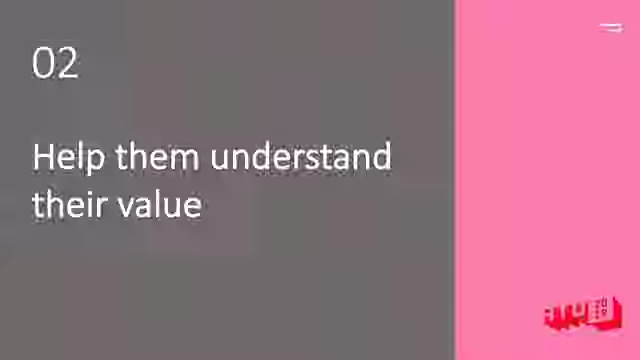 02
Help them understand
their value